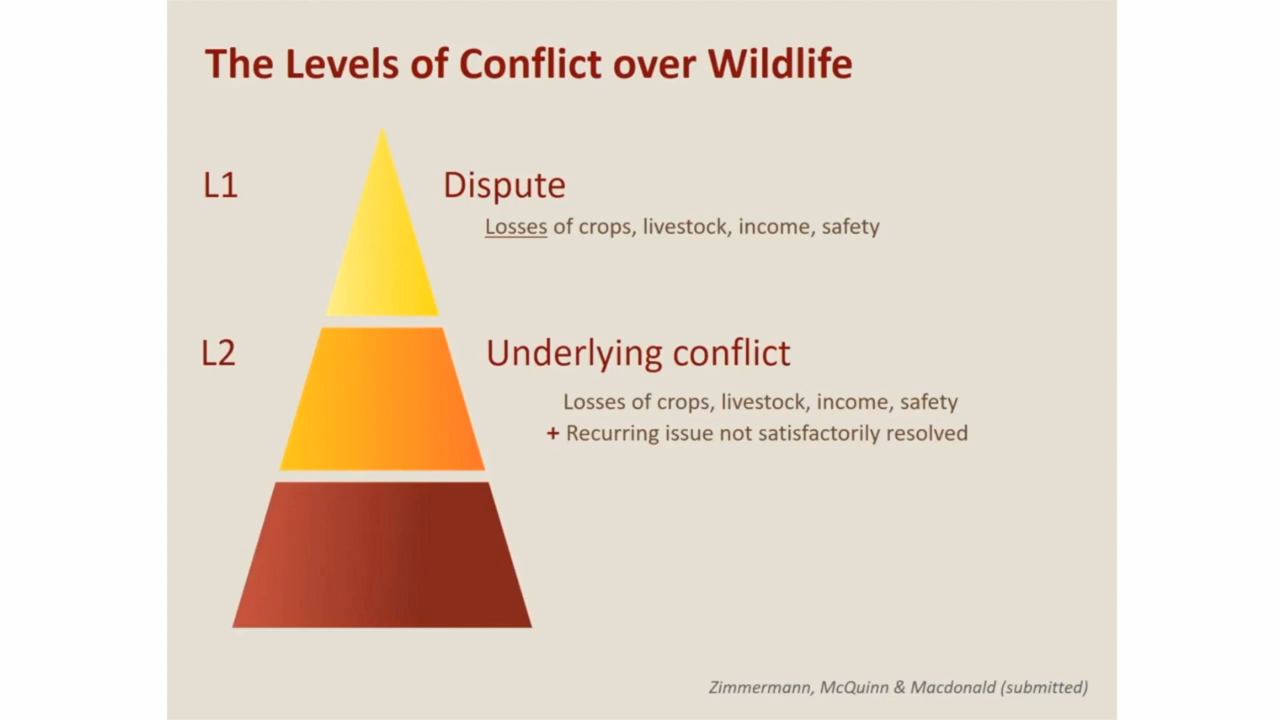 The Levels of Conflict over Wildlife
L1
Dispute
Losses of crops, livestock, income, safety
L2
Underlying conflict
Losses of crops, livestock, income, safety
+ Recurring issue not satisfactorily resolved
Zimmermann, McQuinn & Macdonald (submitted)